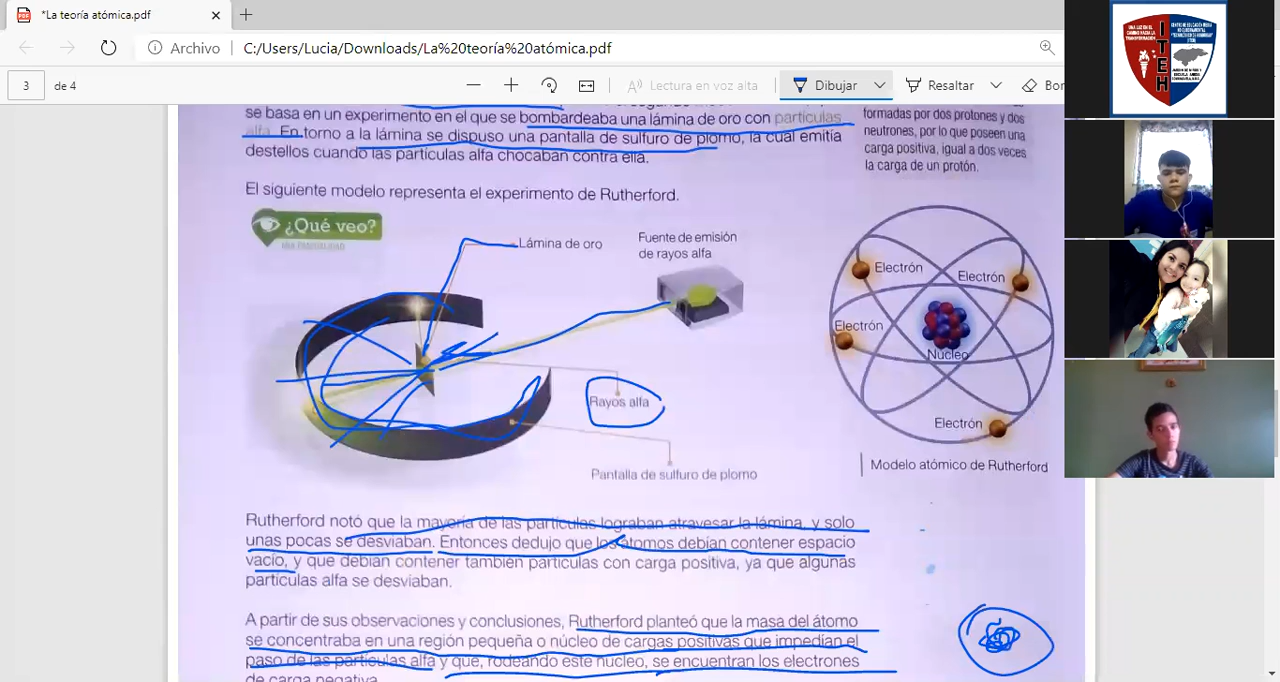 *La teoría atómica.pdf
Archivo
C:/Users/Lucia/Downloads/La%20teoría%20atómica.pdf
3
de 4
Lectura en voz alta
Dibujar
Resaltar
Bor
se basa en un experimento en el que se bombardeaba una lámina de oro con partículas
alfa. En torno a la lámina se dispuso una pantalla de sulfuro de plomo, la cual emitía
destellos cuando las partículas alfa chocaban contra ella.
formadas por dos protones y dos
neutrones, por lo que poseen una
carga positiva, igual a dos veces
la carga de un protón.
El siguiente modelo representa el experimento de Rutherford.
¿Qué veo?
Lámina de oro
Fuente de emisión
de rayos alfa
Rayos alfa
Pantalla de sulfuro de plomo
Electrón
Electrón
Electrón
Núcleo
Electrón
Modelo atómico de Rutherford
Rutherford notó que la mayoría de las partículas lograban atravesar la lámina, y solo
unas pocas se desviaban. Entonces dedujo que los átomos debían contener espacio
vacío, y que debían contener también partículas con carga positiva, ya que algunas
partículas alfa se desviaban.
A partir de sus observaciones y conclusiones, Rutherford planteó que la masa del átomo
se concentraba en una región pequeña o núcleo de cargas positivas que impedían el
paso de las partículas alfa y que, rodeando este núcleo, se encuentran los electrones
de carga negativa.
ITEH